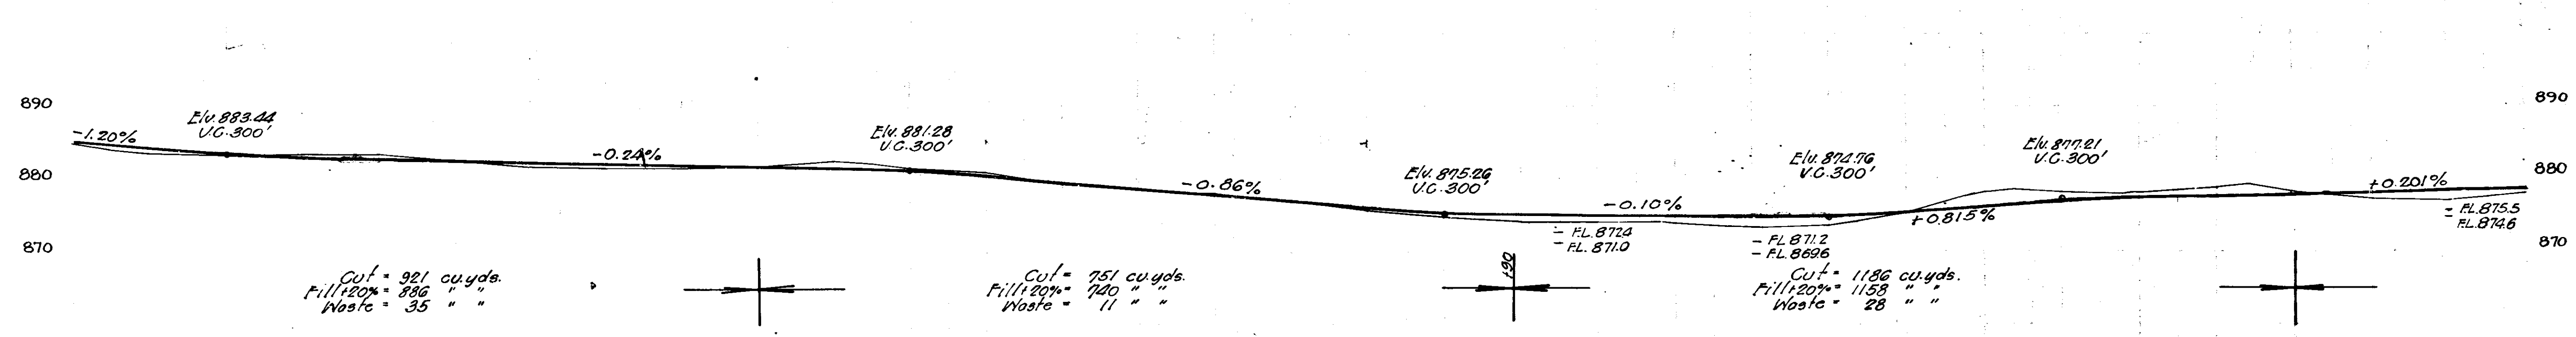 890
890
Elv. 883.44
V.C. 300'
-1.20%
Elv. 881.28
V.C. 300'
-0.24%
Elv. 875.26
V.C. 300'
-0.86%
Elv. 874.76
V.C. 300'
Elv. 877.21
V.C. 300'
880
880
-0.10%
+0.815%
+0.201%
- F.L. 872.4
- F.L. 871.0
- F.L. 871.2
- F.L. 869.6
- F.L. 875.5
- F.L. 874.6
870
870
+90
Cut = 921 cu. yds.
Fill+20% = 886 " "
Waste = 35 " "
Cut = 751 cu. yds.
Fill+20% = 740 " "
Waste = 11 " "
Cut = 1186 cu. yds.
Fill+20% = 1158 " "
Waste = 28 " "